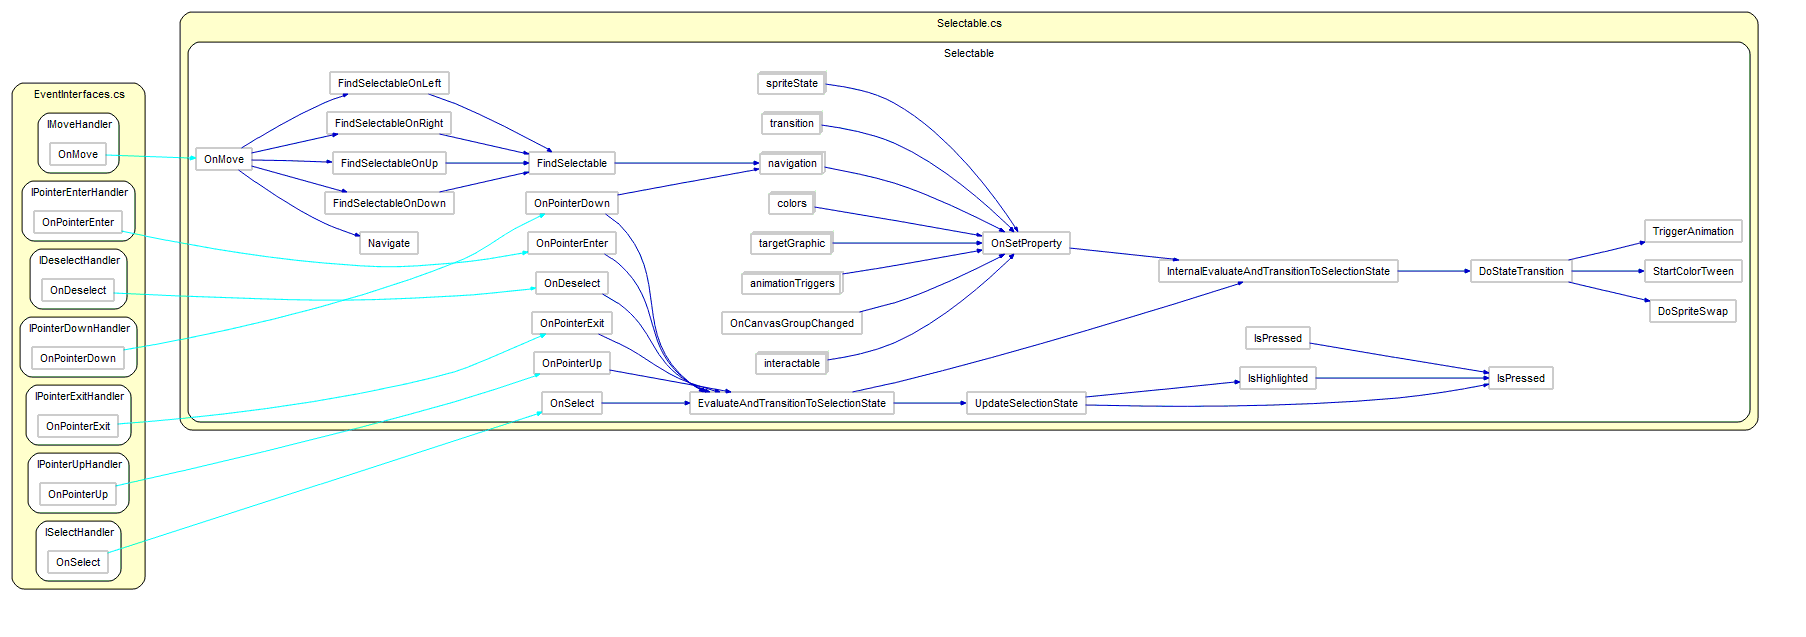 Selectable.cs
Selectable
EventInterfaces.cs
IMoveHandler
OnMove
IPointerEnterHandler
OnPointerEnter
IDeselectHandler
OnDeselect
IPointerDownHandler
OnPointerDown
IPointerExitHandler
OnPointerExit
IPointerUpHandler
OnPointerUp
ISelectHandler
OnSelect
OnMove
FindSelectableOnLeft
FindSelectableOnRight
FindSelectableOnUp
FindSelectableOnDown
Navigate
FindSelectable
OnPointerDown
OnPointerEnter
OnDeselect
OnPointerExit
OnPointerUp
OnSelect
spriteState
transition
navigation
colors
targetGraphic
animationTriggers
OnCanvasGroupChanged
interactable
EvaluateAndTransitionToSelectionState
OnSetProperty
UpdateSelectionState
InternalEvaluateAndTransitionToSelectionState
IsPressed
IsHighlighted
DoStateTransition
IsPressed
TriggerAnimation
StartColorTween
DoSpriteSwap